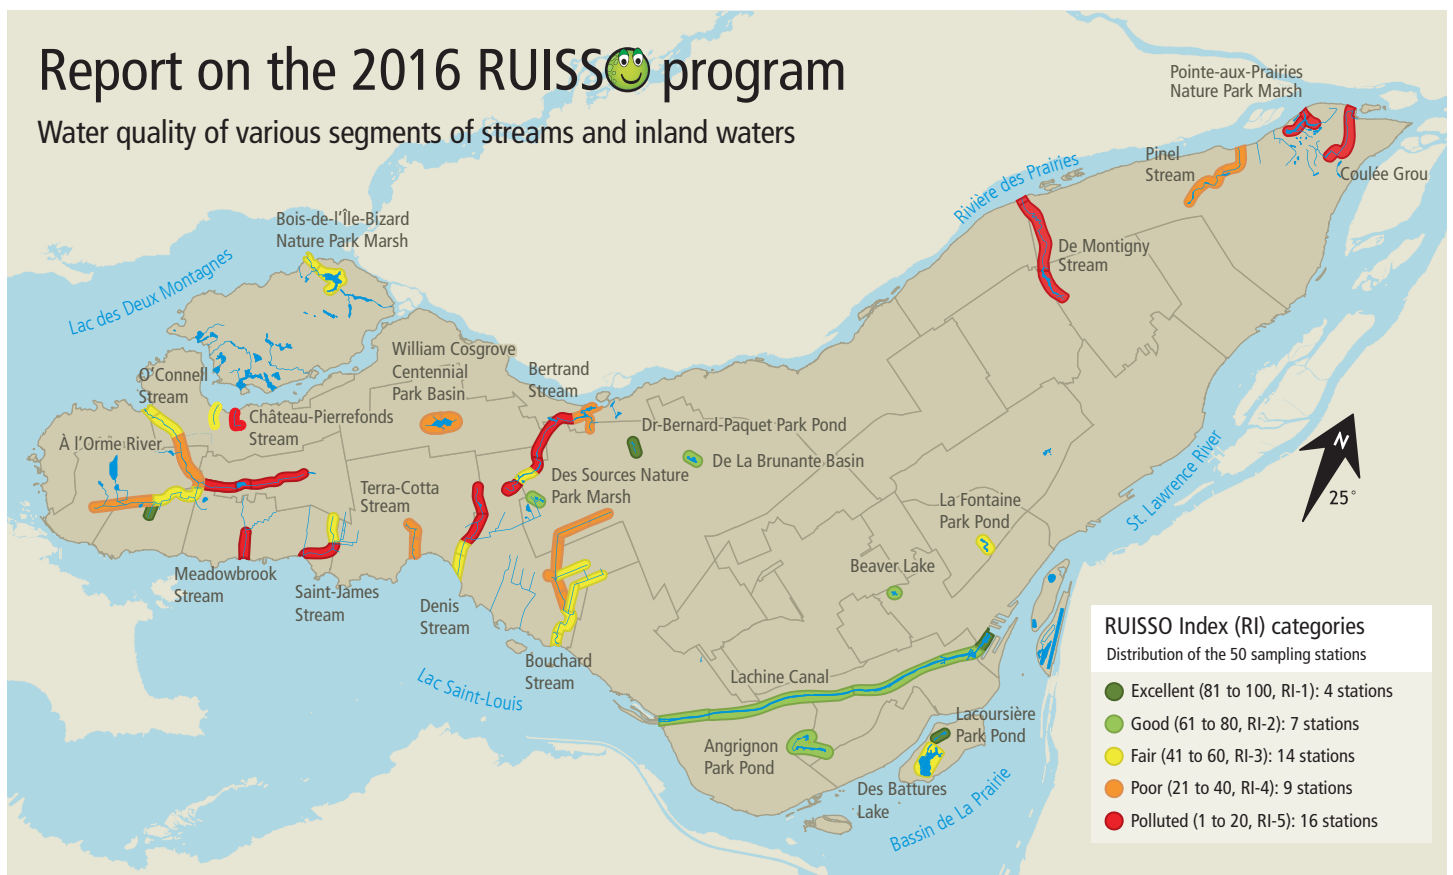 Report on the 2016 RUISSO program
Water quality of various segments of streams and inland waters
Pointe-aux-Prairies
Nature Park Marsh
Pinel
Stream
Coulée Grou
Rivière des Prairies
De Montigny
Stream
Bois-de-l'Île-Bizard
Nature Park Marsh
Lac des Deux Montagnes
O'Connell
Stream
William Cosgrove
Centennial
Park Basin
Bertrand
Stream
Château-Pierrefonds
Stream
À l'Orme River
Dr-Bernard-Paquet Park Pond
De La Brunante Basin
Des Sources Nature
Park Marsh
Terra-Cotta
Stream
La Fontaine
Park Pond
St. Lawrence River
N
25°
Beaver Lake
Meadowbrook
Stream
Saint-James
Stream
Denis
Stream
Bouchard
Stream
Lac Saint-Louis
Lachine Canal
Lacoursière
Park Pond
Angrignon
Park Pond
Des Battures
Lake
Bassin de La Prairie
RUISSO Index (RI) categories
Distribution of the 50 sampling stations
Excellent (81 to 100, RI-1): 4 stations
Good (61 to 80, RI-2): 7 stations
Fair (41 to 60, RI-3): 14 stations
Poor (21 to 40, RI-4): 9 stations
Polluted (1 to 20, RI-5): 16 stations